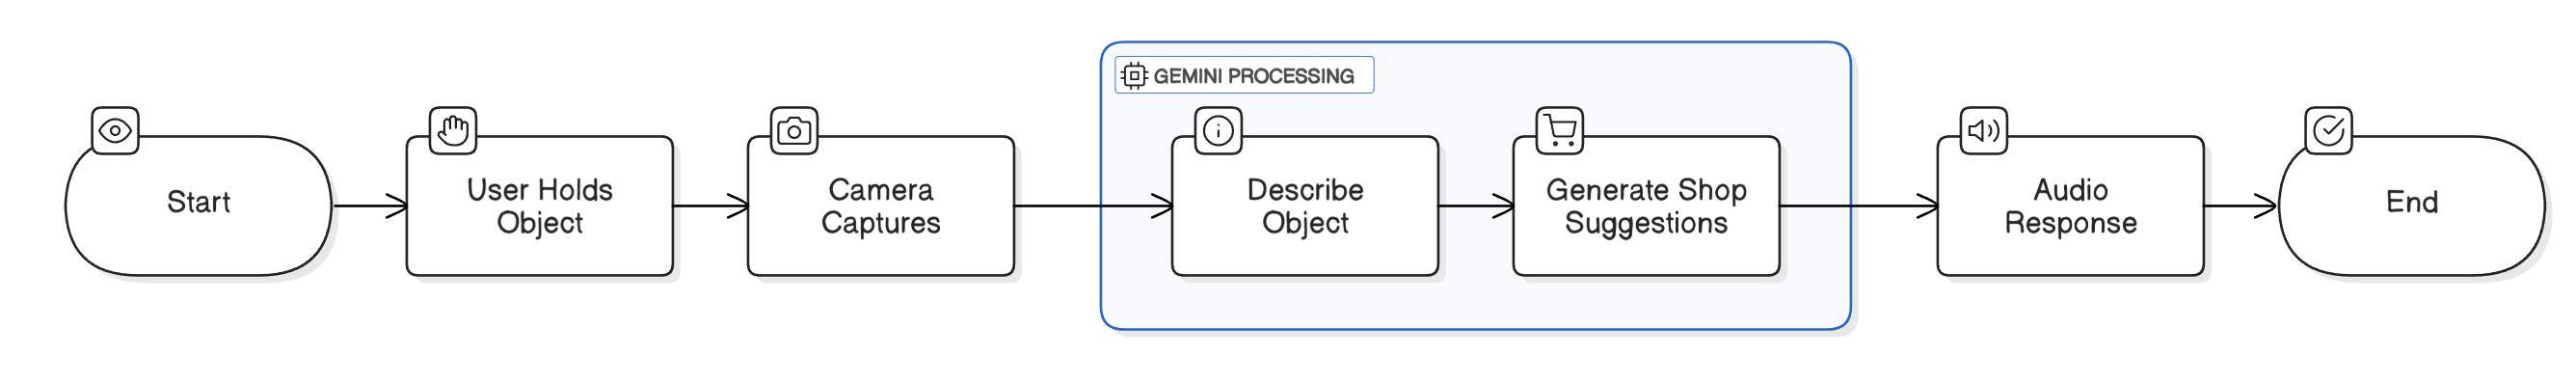 GEMINI PROCESSING
Start
User Holds
Object
Camera
Captures
Describe
Object
Generate Shop
Suggestions
Audio
Response
End